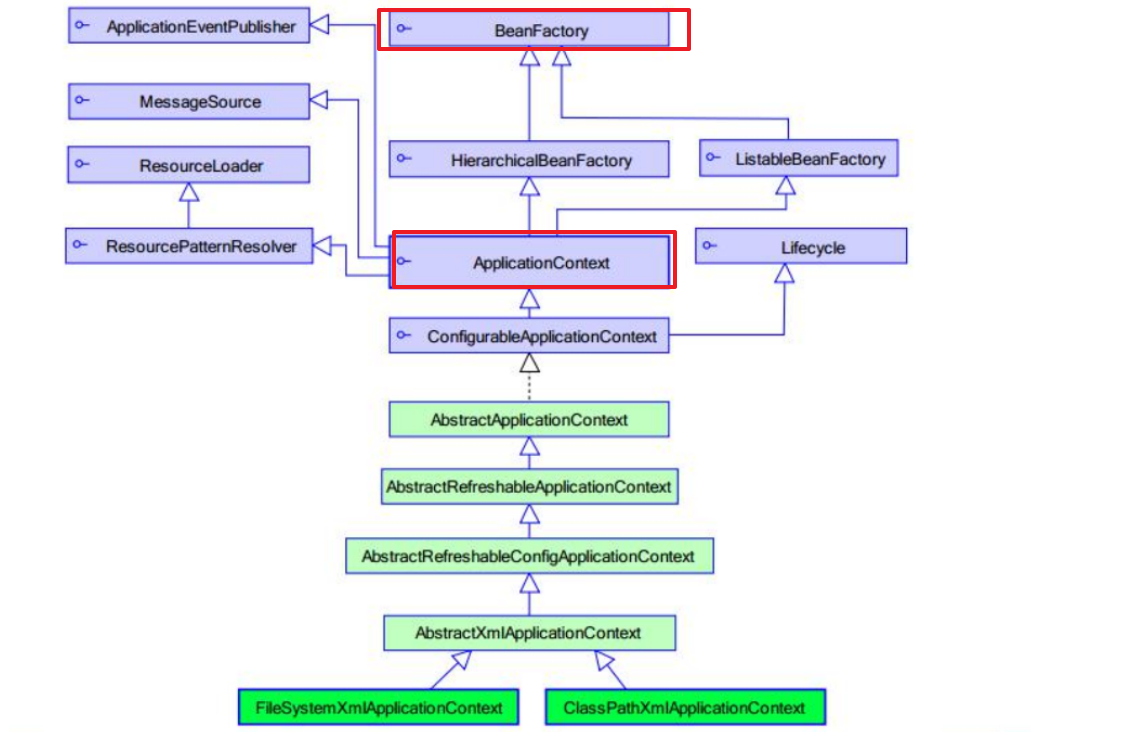 ApplicationEventPublisher
BeanFactory
MessageSource
HierarchicalBeanFactory
ListableBeanFactory
ResourceLoader
ResourcePatternResolver
ApplicationContext
Lifecycle
ConfigurableApplicationContext
AbstractApplicationContext
AbstractRefreshableApplicationContext
AbstractRefreshableConfigApplicationContext
AbstractXmlApplicationContext
FileSystemXmlApplicationContext
ClassPathXmlApplicationContext